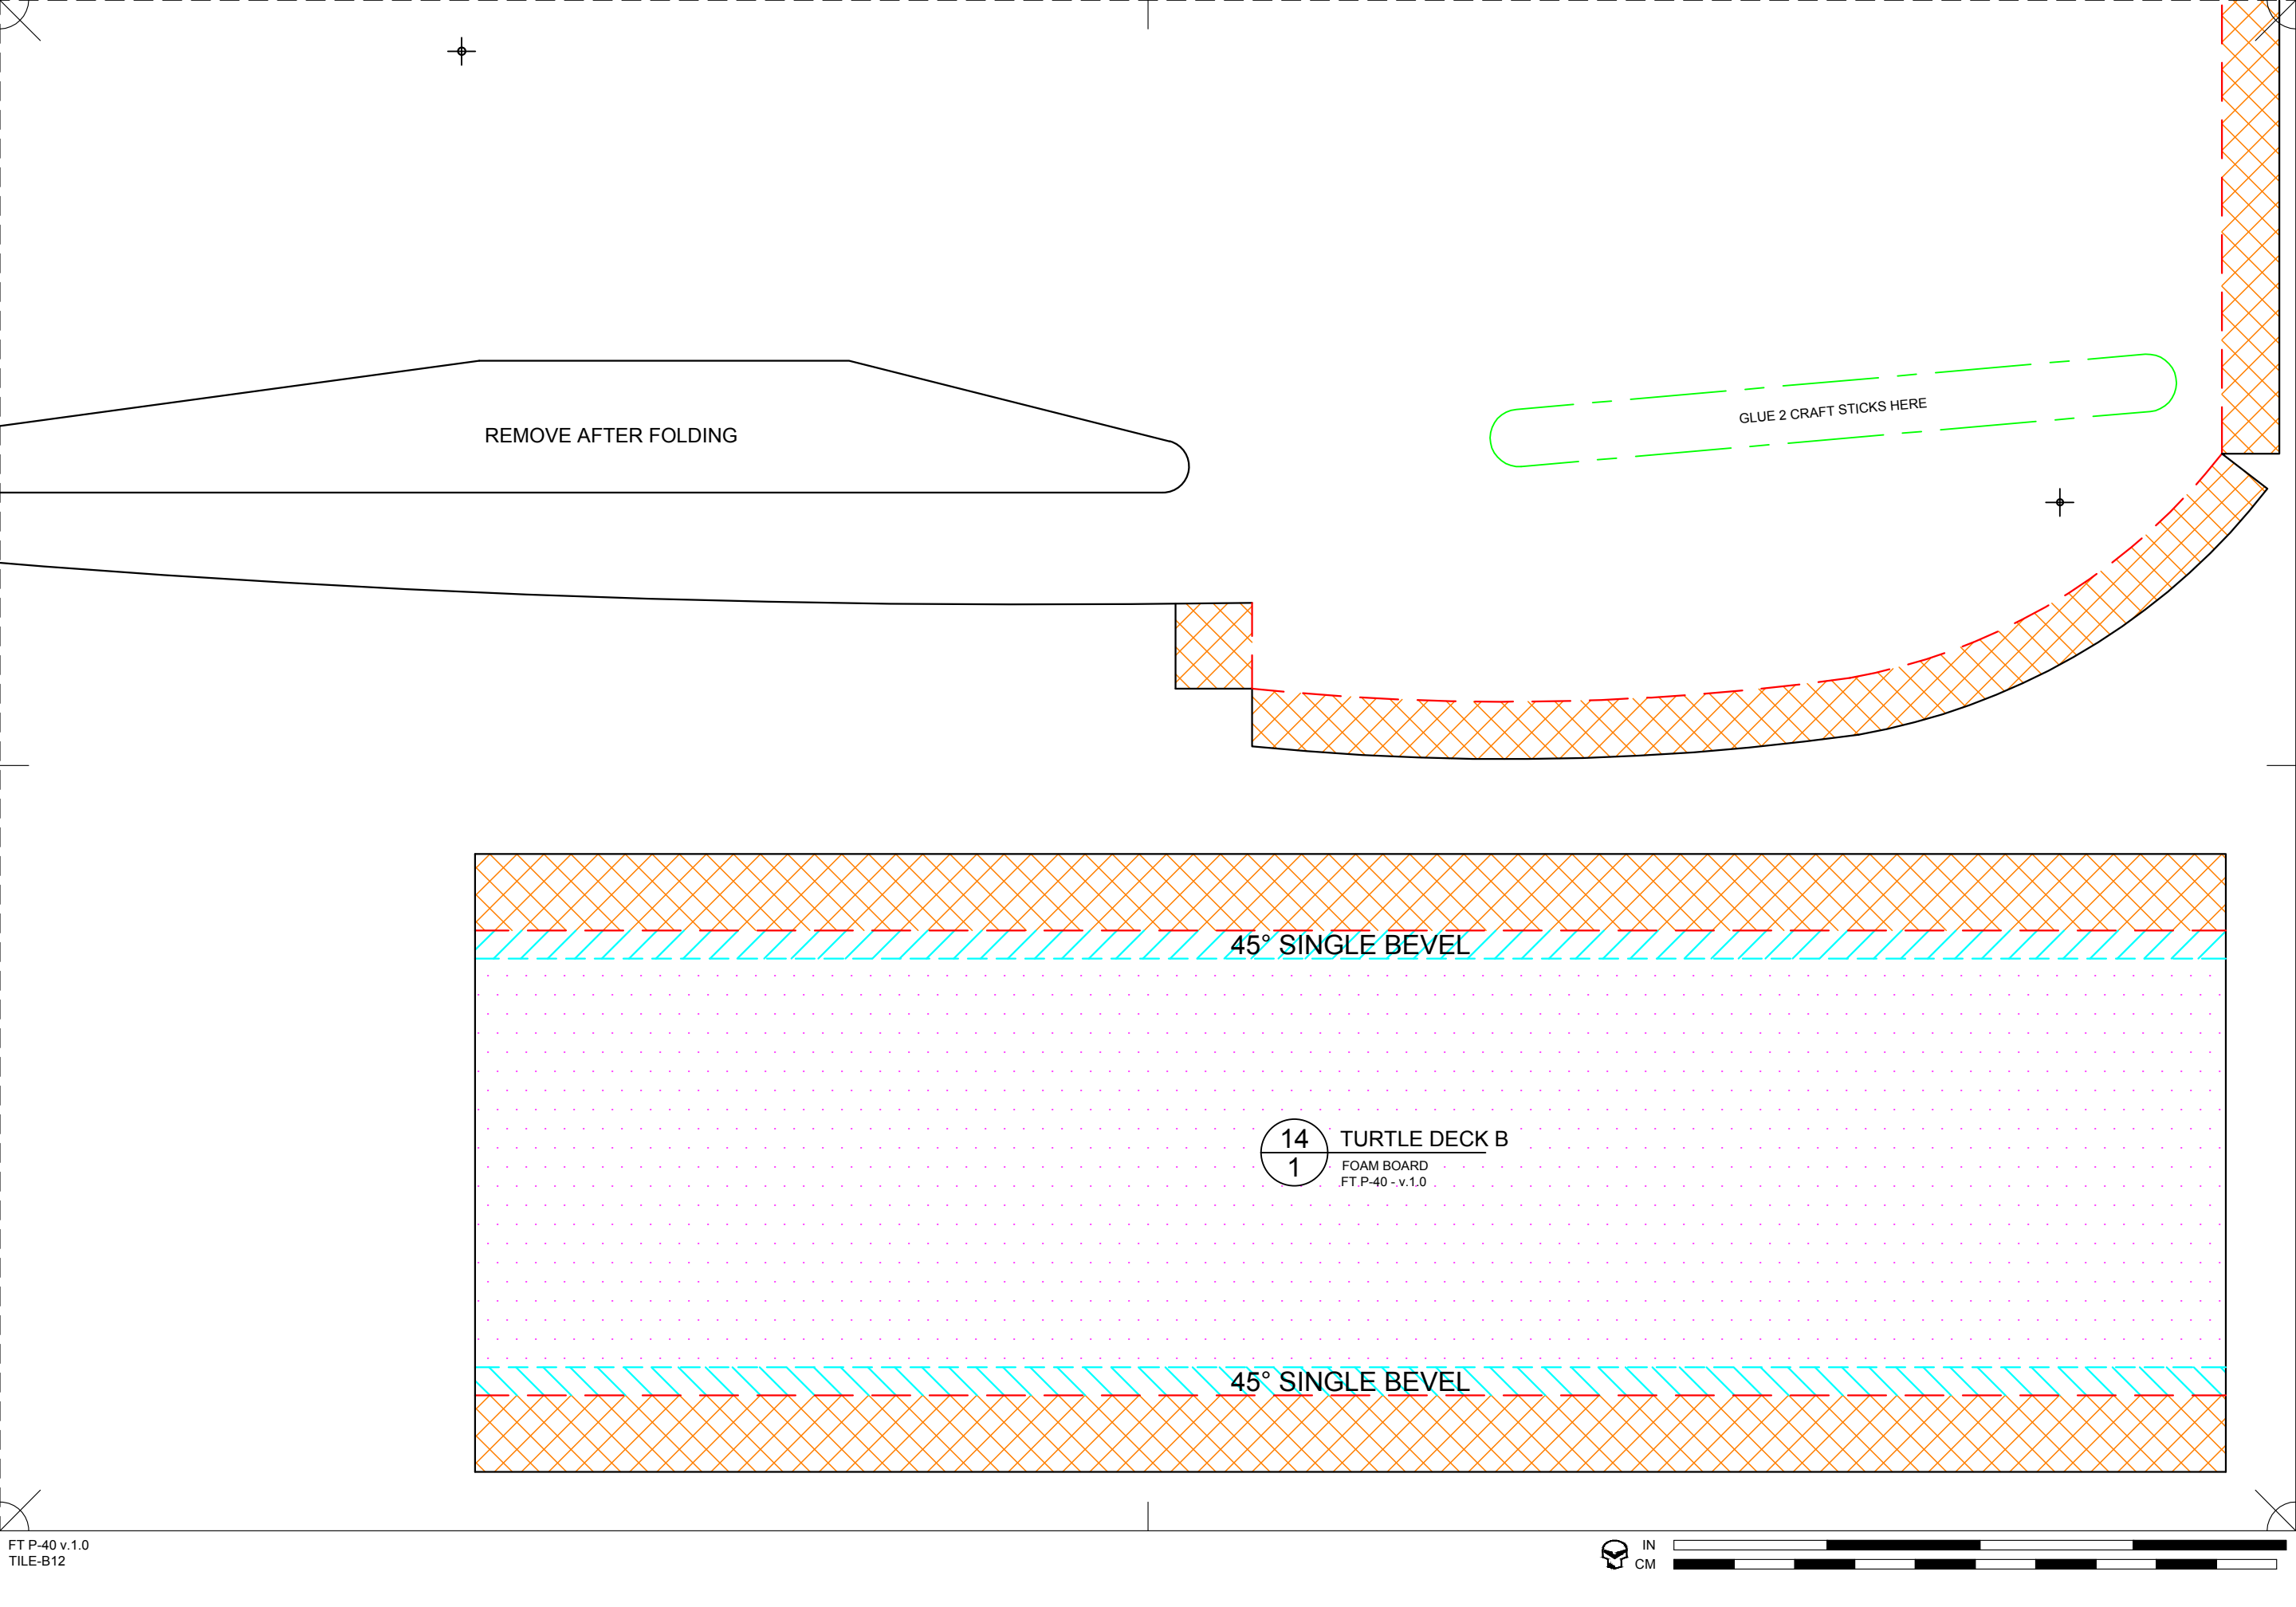 REMOVE AFTER FOLDING
GLUE 2 CRAFT STICKS HERE
45° SINGLE BEVEL
14
1
TURTLE DECK B
FOAM BOARD
FT P-40 - v.1.0
45° SINGLE BEVEL
FT P-40 v.1.0
TILE-B12
IN
CM